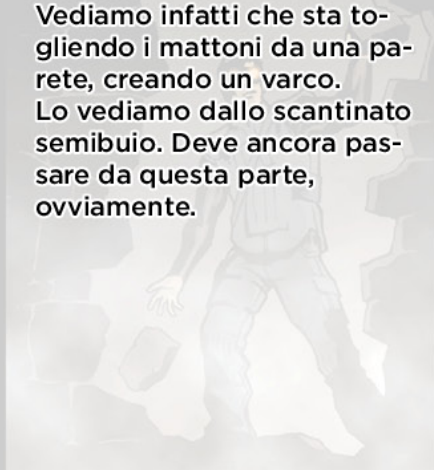 Vediamo infatti che sta to-
gliendo i mattoni da una pa-
rete, creando un varco.
Lo vediamo dallo scantinato
semibuio. Deve ancora pas-
sare da questa parte,
ovviamente.